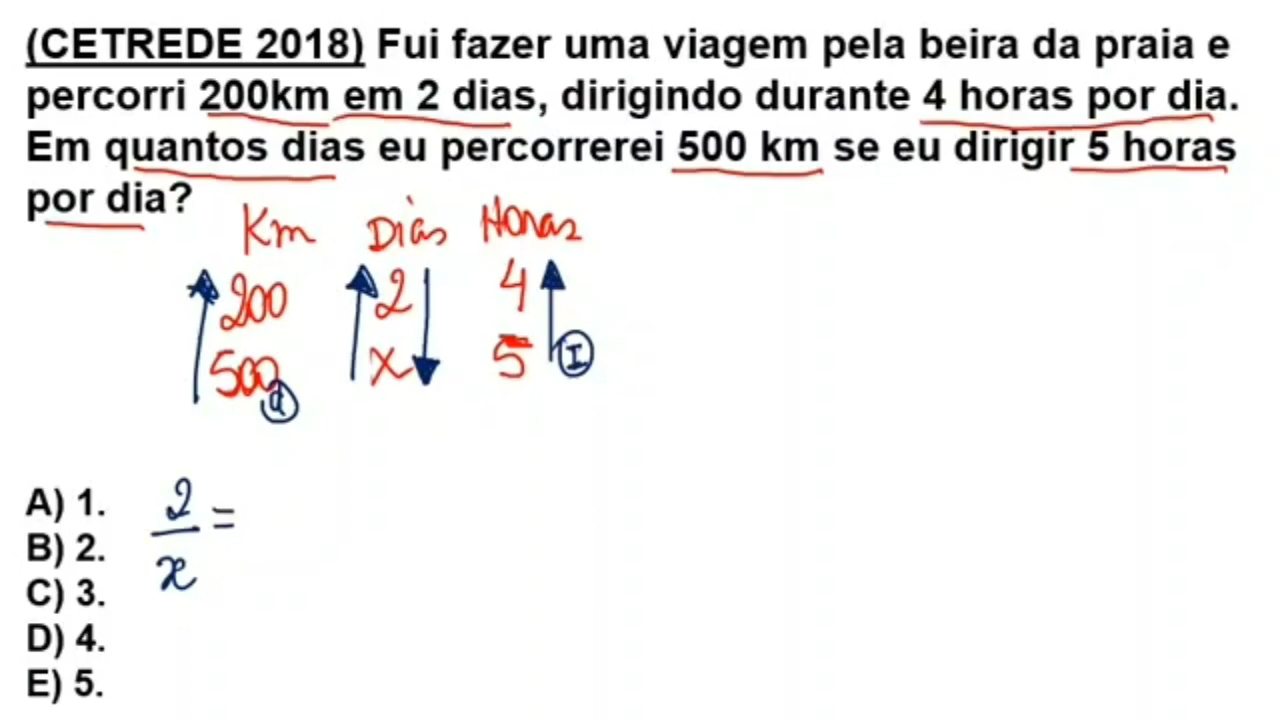 (CETREDE 2018) Fui fazer uma viagem pela beira da praia e
percorri 200km em 2 dias, dirigindo durante 4 horas por dia.
Em quantos dias eu percorrerei 500 km se eu dirigir 5 horas
por dia?
Km Dias Horas
200 2 4
500 x 5
d I
A) 1.
B) 2.
C) 3.
D) 4.
E) 5.
2
x =